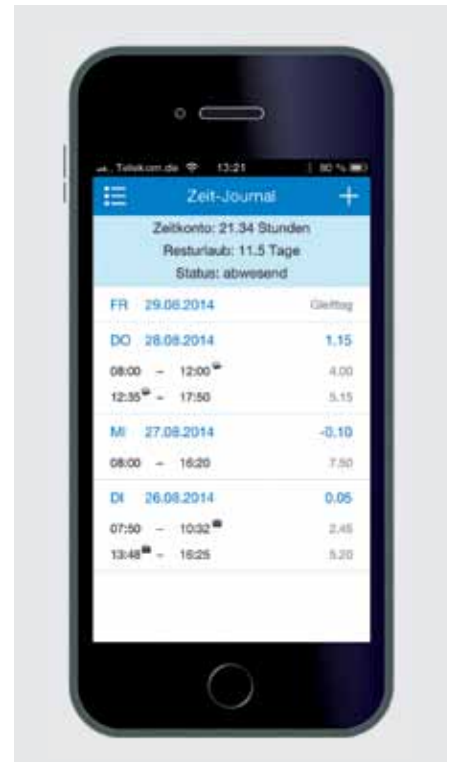 Telekom.de 13:21 80 %
Zeit-Journal +
Zeitkonto: 21.34 Stunden
Resturlaub: 11.5 Tage
Status: abwesend
FR 29.08.2014 Gleittag
DO 28.08.2014 1.15
08:00 – 12:00 4.00
12:35 – 17:50 5.15
MI 27.08.2014 -0.10
08:00 – 16:20 7.50
DI 26.08.2014 0.05
07:50 – 10:32 2.45
13:48 – 16:25 5.20